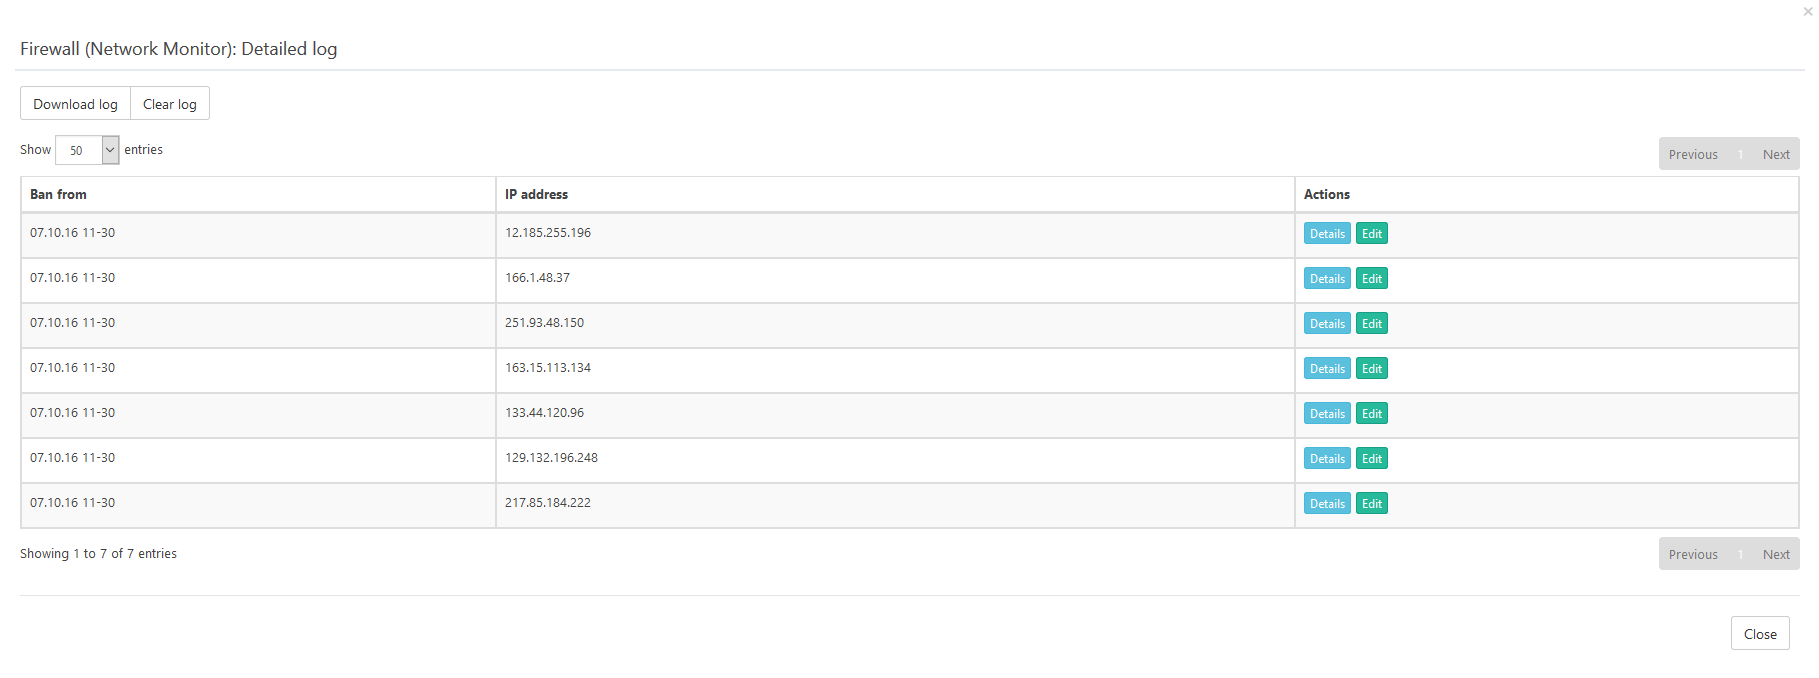 ×
Firewall (Network Monitor): Detailed log
Download log Clear log
Show 50 entries Previous 1 Next
Ban from IP address Actions
07.10.16 11-30 12.185.255.196 Details Edit
07.10.16 11-30 166.1.48.37 Details Edit
07.10.16 11-30 251.93.48.150 Details Edit
07.10.16 11-30 163.15.113.134 Details Edit
07.10.16 11-30 133.44.120.96 Details Edit
07.10.16 11-30 129.132.196.248 Details Edit
07.10.16 11-30 217.85.184.222 Details Edit
Showing 1 to 7 of 7 entries Previous 1 Next
Close